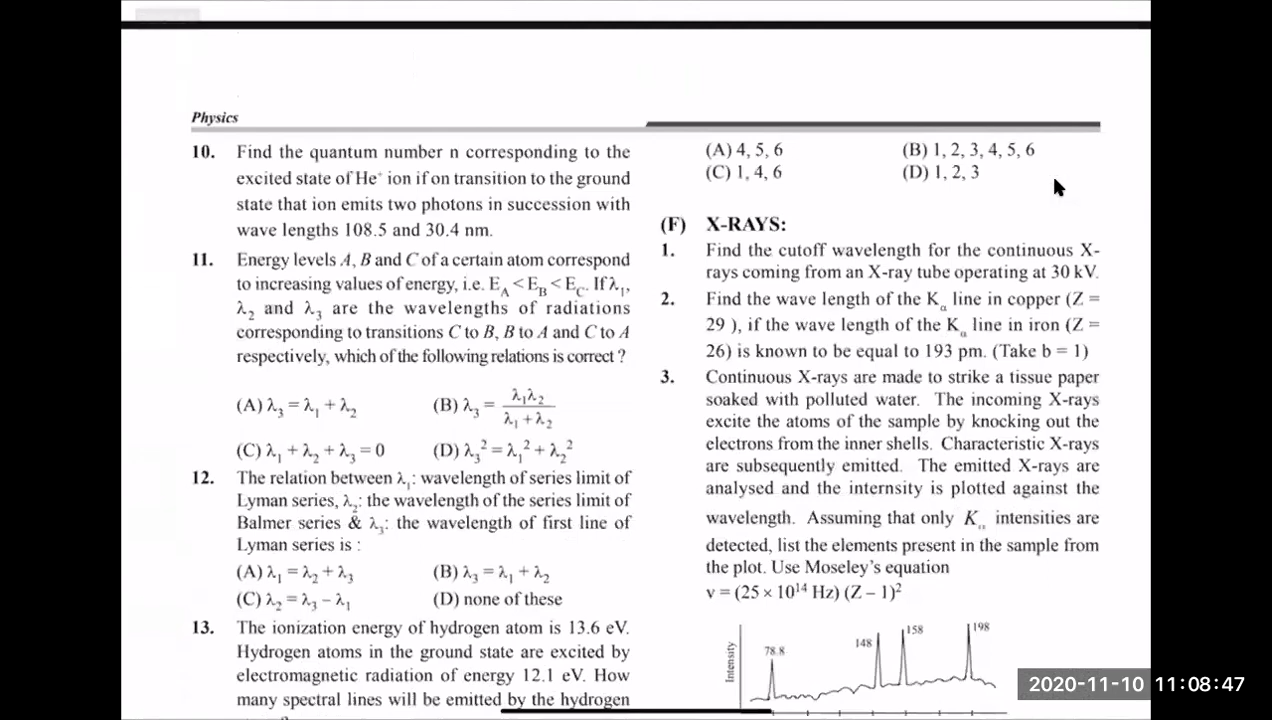 Physics
10. Find the quantum number n corresponding to the
excited state of He⁺ ion if on transition to the ground
state that ion emits two photons in succession with
wave lengths 108.5 and 30.4 nm.
11. Energy levels A, B and C of a certain atom correspond
to increasing values of energy, i.e. E_A < E_B < E_C. If λ₁,
λ₂ and λ₃ are the wavelengths of radiations
corresponding to transitions C to B, B to A and C to A
respectively, which of the following relations is correct ?
(A) λ₃ = λ₁ + λ₂ (B) λ₃ = λ₁λ₂ / λ₁ + λ₂
(C) λ₁ + λ₂ + λ₃ = 0 (D) λ₃² = λ₁² + λ₂²
12. The relation between λ₁: wavelength of series limit of
Lyman series, λ₂: the wavelength of the series limit of
Balmer series & λ₃: the wavelength of first line of
Lyman series is :
(A) λ₁ = λ₂ + λ₃ (B) λ₃ = λ₁ + λ₂
(C) λ₂ = λ₃ – λ₁ (D) none of these
13. The ionization energy of hydrogen atom is 13.6 eV.
Hydrogen atoms in the ground state are excited by
electromagnetic radiation of energy 12.1 eV. How
many spectral lines will be emitted by the hydrogen
(A) 4, 5, 6 (B) 1, 2, 3, 4, 5, 6
(C) 1, 4, 6 (D) 1, 2, 3
(F) X-RAYS:
1. Find the cutoff wavelength for the continuous X-
rays coming from an X-ray tube operating at 30 kV.
2. Find the wave length of the K_α line in copper (Z =
29 ), if the wave length of the K_α line in iron (Z =
26) is known to be equal to 193 pm. (Take b = 1)
3. Continuous X-rays are made to strike a tissue paper
soaked with polluted water. The incoming X-rays
excite the atoms of the sample by knocking out the
electrons from the inner shells. Characteristic X-rays
are subsequently emitted. The emitted X-rays are
analysed and the internsity is plotted against the
wavelength. Assuming that only K_α intensities are
detected, list the elements present in the sample from
the plot. Use Moseley's equation
v = (25 × 10¹⁴ Hz) (Z – 1)²
Intensity
78.8
148
158
198
2020-11-10 11:08:47